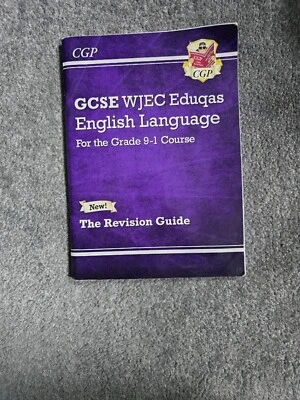 CGP
CGP
GCSE WJEC Eduqas
English Language
For the Grade 9-1 Course
New!
The Revision Guide